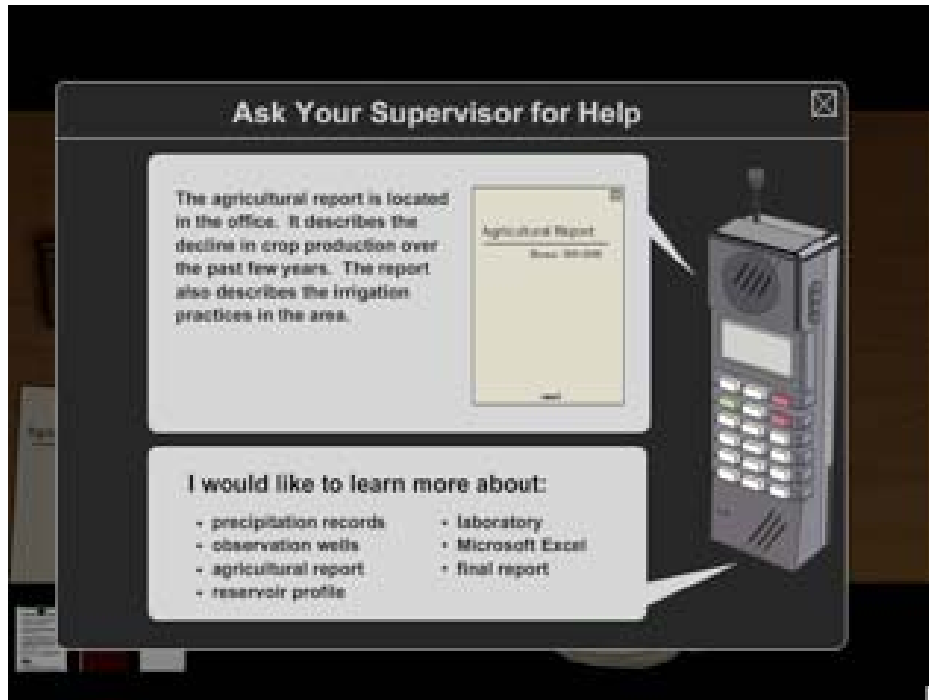 Ask Your Supervisor for Help
The agricultural report is located
in the office. It describes the
decline in crop production over
the past few years. The report
also describes the irrigation
practices in the area.
Agricultural Report
I would like to learn more about:
• precipitation records
• observation wells
• agricultural report
• reservoir profile
• laboratory
• Microsoft Excel
• final report